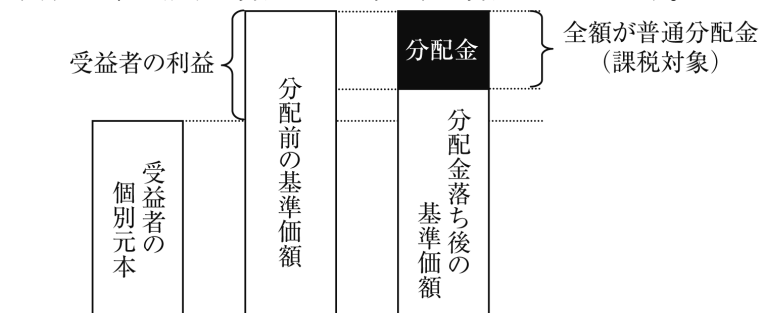 受益者の利益
分配金
全額が普通分配金
（課税対象）
分配前の基準価額
分配金落ち後の
基準価額
受益者の
個別元本